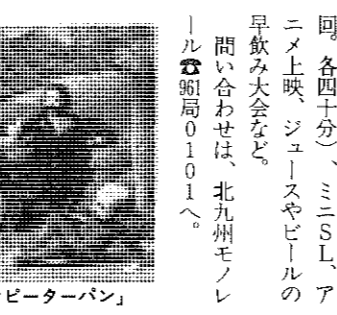 回。各四十分）、ミニSL、ア
ニメ上映、ジュースやビールの
早飲み大会など。
問い合わせは、北九州モノレ
ール☎961局0101へ。
ピーターパン」